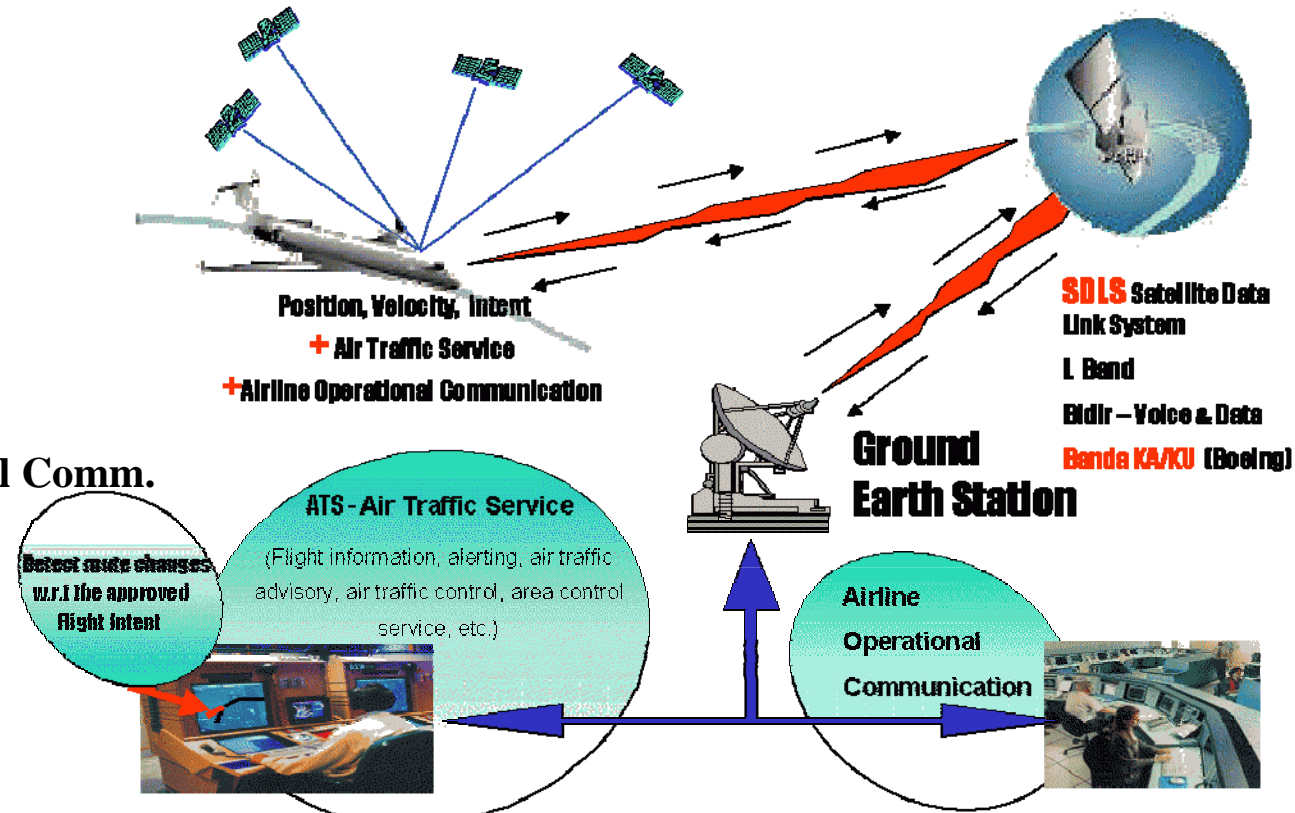 Position, Velocity, Intent
+ Air Traffic Service
+Airline Operational Communication
SDLS Satellite Data
Link System
L Band
Bidir – Voice & Data
Banda KA/KU (Boeing)
Ground
Earth Station
l Comm.
Detect route changes
w.r.t the approved
flight intent
ATS - Air Traffic Service
(Flight information, alerting, air traffic
advisory, air traffic control, area control
service, etc.)
Airline
Operational
Communication